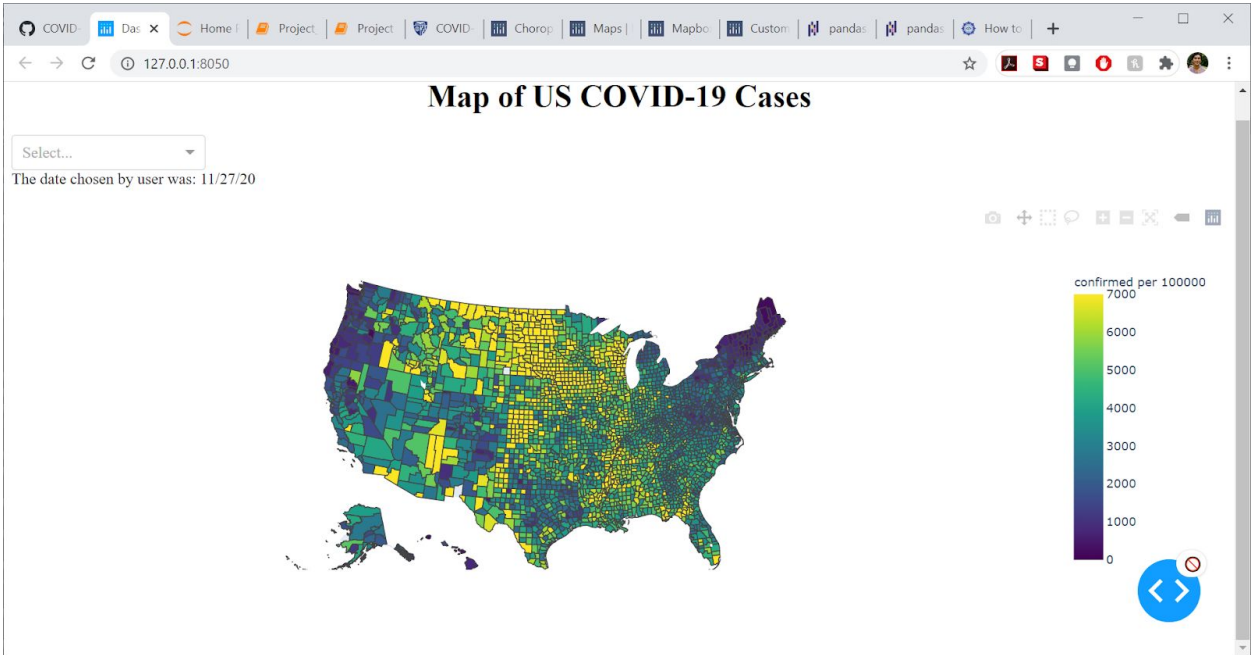 COVID-
Das
Home
Project
Project
COVID-
Chorop
Maps |
Mapbo
Custom
pandas
pandas
How to
127.0.0.1:8050
Map of US COVID-19 Cases
Select...
The date chosen by user was: 11/27/20
confirmed per 100000
7000
6000
5000
4000
3000
2000
1000
0